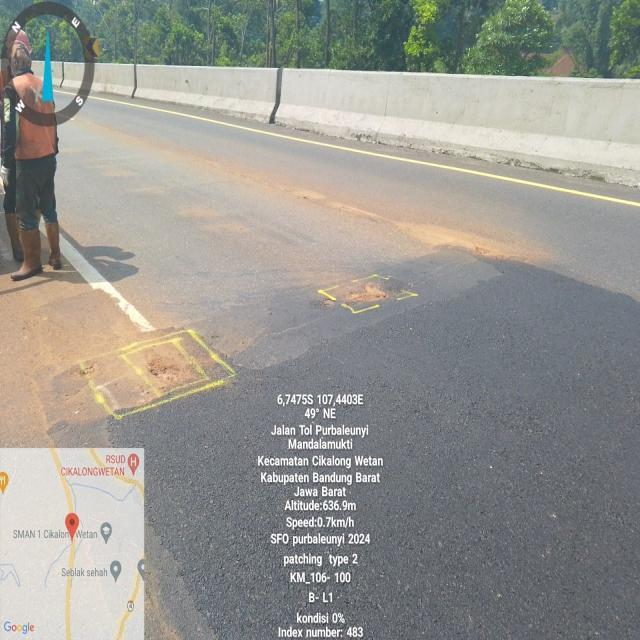 N
E
S
W
6,7475S 107,4403E
49° NE
Jalan Tol Purbaleunyi
Mandalamukti
Kecamatan Cikalong Wetan
Kabupaten Bandung Barat
Jawa Barat
Altitude:636.9m
Speed:0.7km/h
SFO purbaleunyi 2024
patching type 2
KM_106- 100
B- L1
kondisi 0%
Index number: 483
RSUD
CIKALONGWETAN
SMAN 1 Cikalong Wetan
Seblak sehah
Google